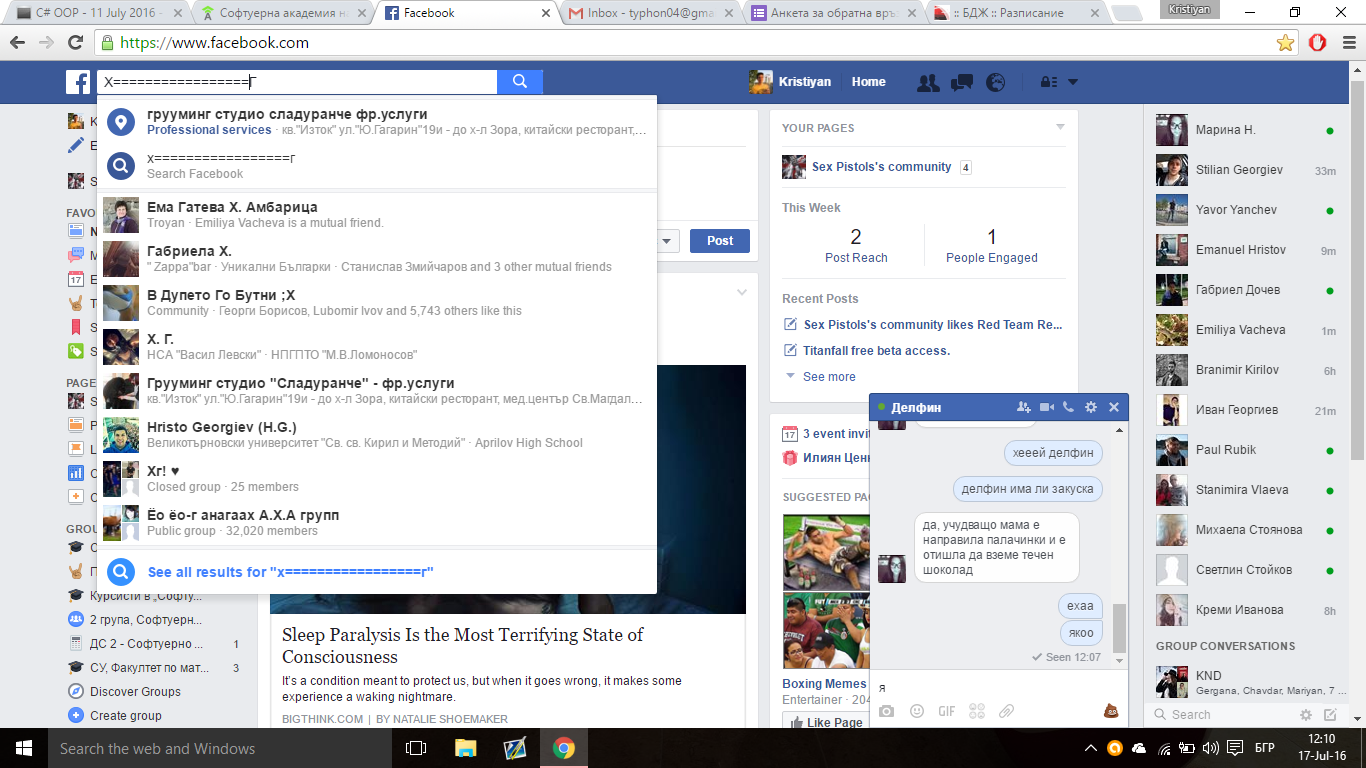 C# OOP - 11 July 2016 -
Софтуерна академия на
Facebook
Inbox - typhon04@gma
Анкета за обратна връз
:: БДЖ :: Разписание
Kristiyan
https://www.facebook.com
Х=================Г
Kristiyan
Home
груминг студио сладуранче фр.услуги
Professional services · кв."Изток" ул."Ю.Гагарин"19и - до х-л Зора, китайски ресторант,...
х=================г
Search Facebook
Ема Гатева Х. Амбарица
Troyan · Emiliya Vacheva is a mutual friend.
Габриела Х.
" Zappa"bar · Уникални Българки · Станислав Змийчаров and 3 other mutual friends
В Дупето Го Бутни ;Х
Community · Георги Борисов, Lubomir Ivov and 5,743 others like this
Х. Г.
НСА "Васил Левски" · НПГПТО "М.В.Ломоносов"
Грууминг студио "Сладуранче" - фр.услуги
кв."Изток" ул."Ю.Гагарин"19и - до х-л Зора, китайски ресторант, мед.център Св.Магдал...
Hristo Georgiev (H.G.)
Великотърновски университет "Св. св. Кирил и Методий" · Aprilov High School
Хг! ♥
Closed group · 25 members
Ёо ёо-г анагаах А.Х.А групп
Public group · 32,020 members
See all results for "х=================г"
FAVO
17
PAGE
GROU
Курсисти в „Софту...
2 група, Софтуерн...
ДС 2 - Софтуерно ...
1
СУ, Факултет по мат...
3
Discover Groups
Create group
Post
Sleep Paralysis Is the Most Terrifying State of
Consciousness
It's a condition meant to protect us, but when it goes wrong, it makes some
experience a waking nightmare.
BIGTHINK.COM | BY NATALIE SHOEMAKER
YOUR PAGES
Sex Pistols's community 4
This Week
2
Post Reach
1
People Engaged
Recent Posts
Sex Pistols's community likes Red Team Re...
Titanfall free beta access.
See more
17
3 event invit
Илиян Ценк
SUGGESTED PAG
Boxing Memes
Entertainer · 204
Like Page
Делфин
хееей делфин
делфин има ли закуска
да, учудващо мама е
направила палачинки и е
отишла да вземе течен
шоколад
ехаа
якоо
Seen 12:07
я
GIF
Марина Н.
Stilian Georgiev 33m
Yavor Yanchev
Emanuel Hristov 9m
Габриел Дочев
Emiliya Vacheva 1m
Branimir Kirilov 6h
Иван Георгиев 21m
Paul Rubik
Stanimira Vlaeva
Михаела Стоянова
Светлин Стойков
Креми Иванова 8h
GROUP CONVERSATIONS
KND
Gergana, Chavdar, Mariyan, 7 ...
Search
Search the web and Windows
БГР
12:10
17-Jul-16